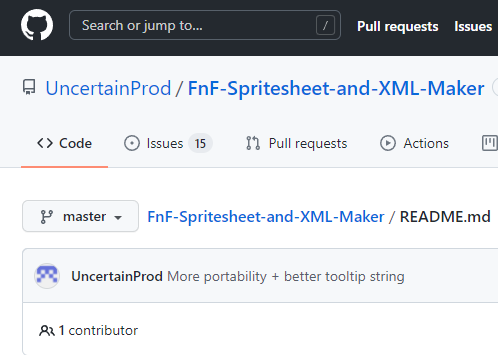 Search or jump to... /
Pull requests Issues
UncertainProd / FnF-Spritesheet-and-XML-Maker
Code Issues 15 Pull requests Actions
master FnF-Spritesheet-and-XML-Maker / README.md
UncertainProd More portability + better tooltip string
1 contributor